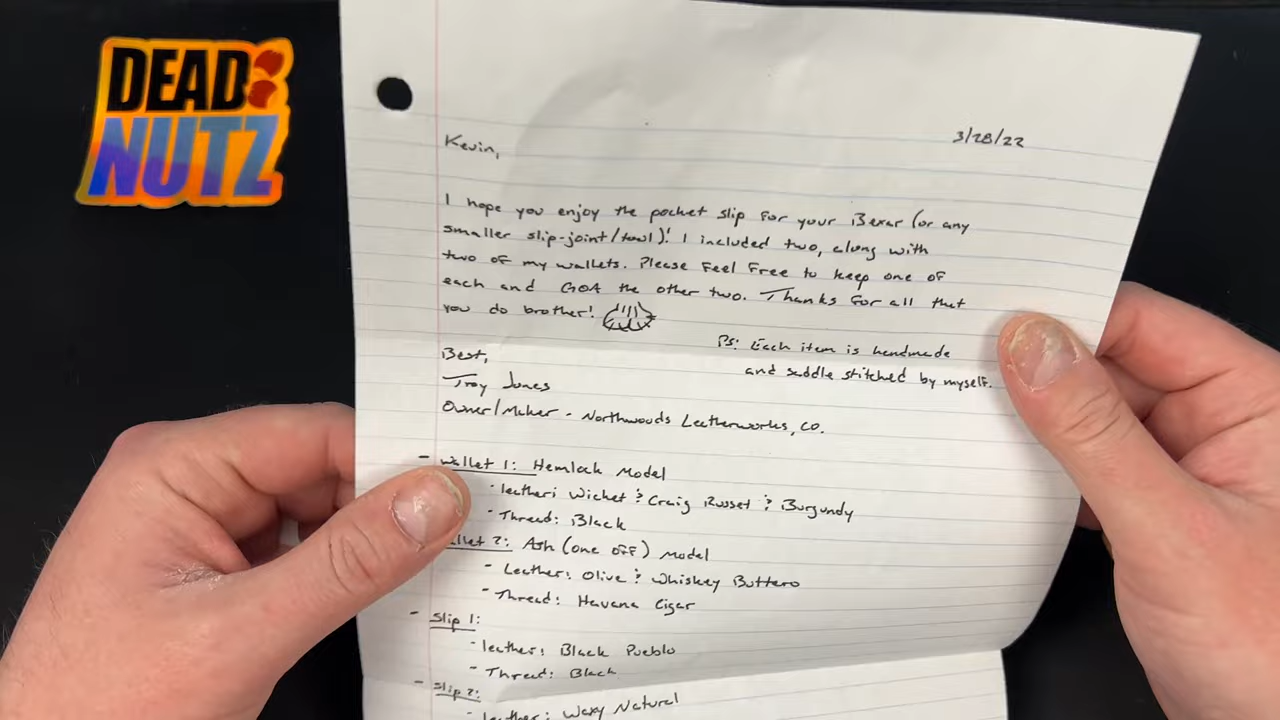 DEAD
NUTZ
3/28/22
Kevin,
I hope you enjoy the pocket slip for your Bexar (or any
smaller slip-joint/tool)! I included two, along with
two of my wallets. Please feel free to keep one of
each and GAA the other two. Thanks for all that
you do brother!
PS: Each item is handmade
and saddle stitched by myself.
Best,
Troy Jones
Owner/Maker - Northwoods Leatherworks, CO.
- Wallet 1: Hemlock Model
- leather: Wicket & Craig Russet & Burgundy
- Thread: Black
allet 2: Ash (one off) Model
- Leather: Olive & Whiskey Buttero
- Thread: Havana Cigar
- Slip 1:
- leather: Black Pueblo
- Thread: Black
- Slip 2:
- leather: Waxy Natural